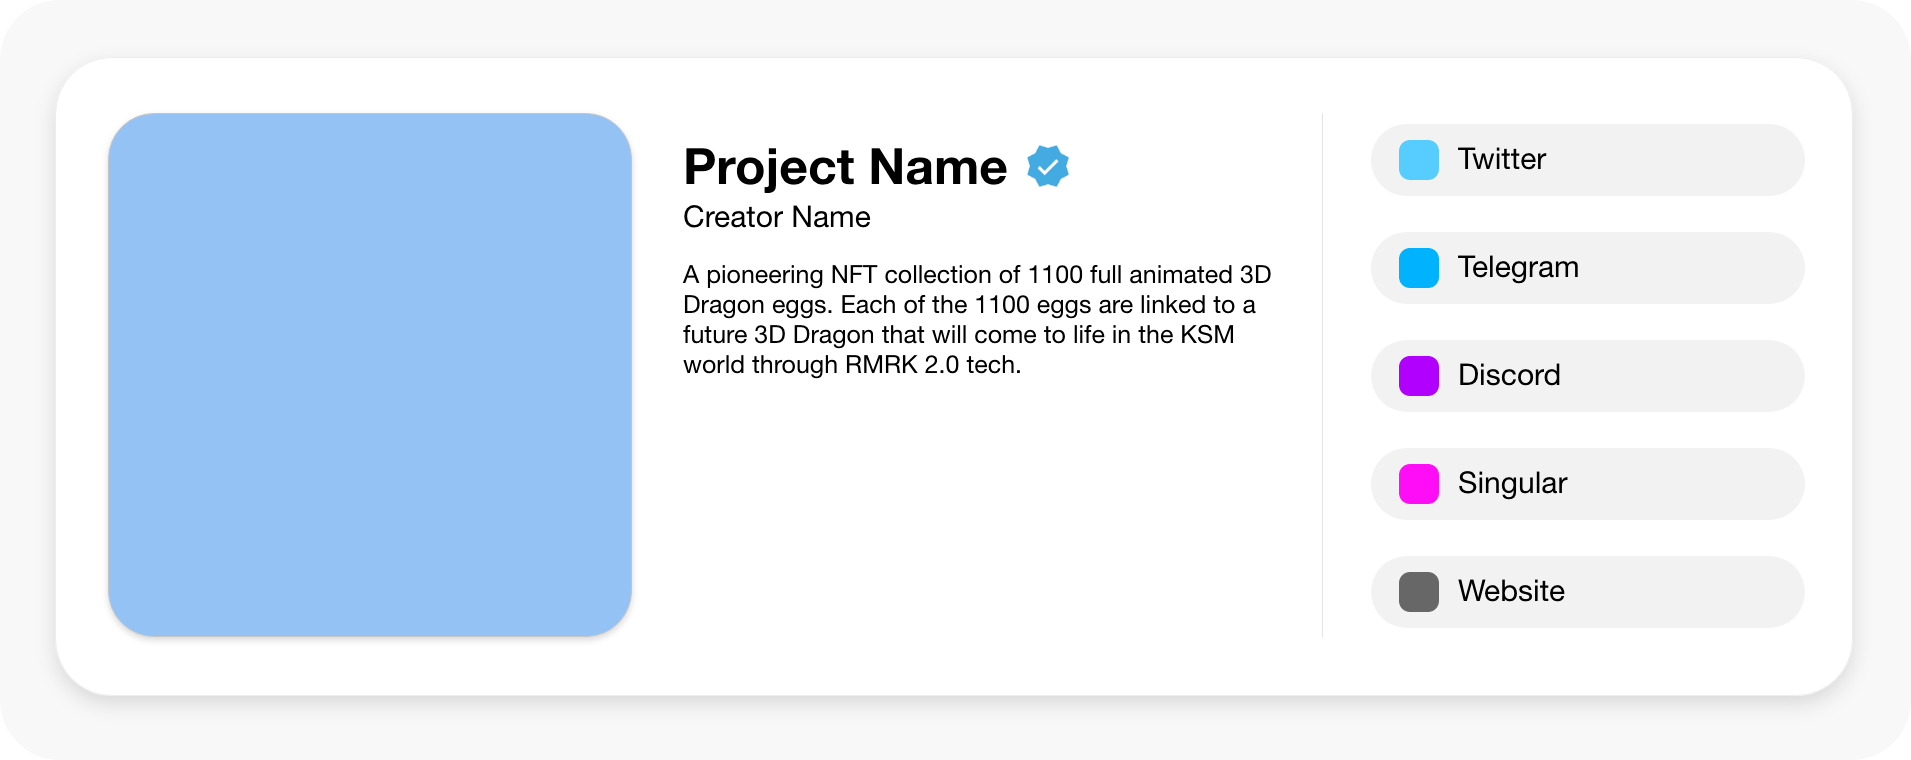 Project Name
Creator Name
A pioneering NFT collection of 1100 full animated 3D
Dragon eggs. Each of the 1100 eggs are linked to a
future 3D Dragon that will come to life in the KSM
world through RMRK 2.0 tech.
Twitter
Telegram
Discord
Singular
Website